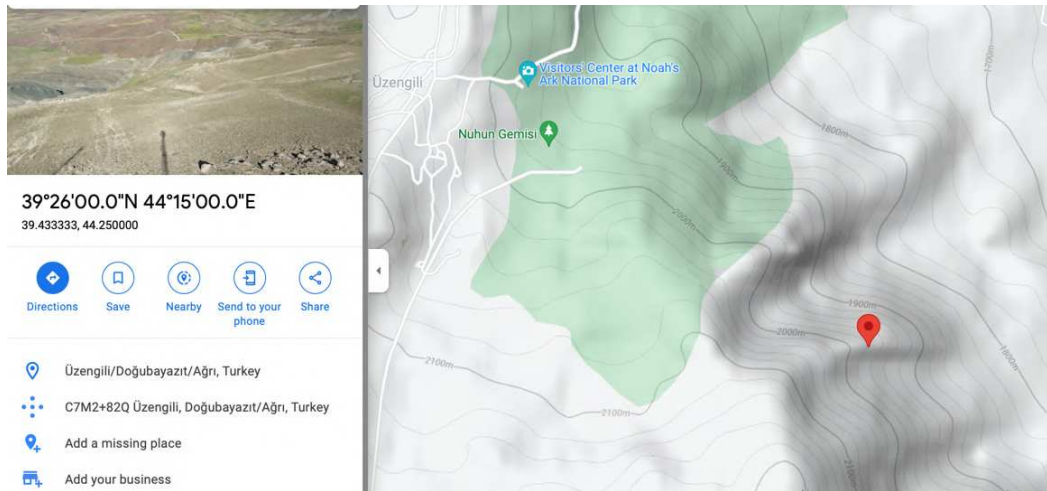 39°26'00.0"N 44°15'00.0"E
39.433333, 44.250000
Directions
Save
Nearby
Send to your
phone
Share
Üzengili/Doğubayazıt/Ağrı, Turkey
C7M2+82Q Üzengili, Doğubayazıt/Ağrı, Turkey
Add a missing place
Add your business
Üzengili
Visitors' Center at Noah's
Ark National Park
Nuhun Gemisi
1700m
1800m
1900m
2000m
1900m
2000m
1800m
2100m
2100m
2100m